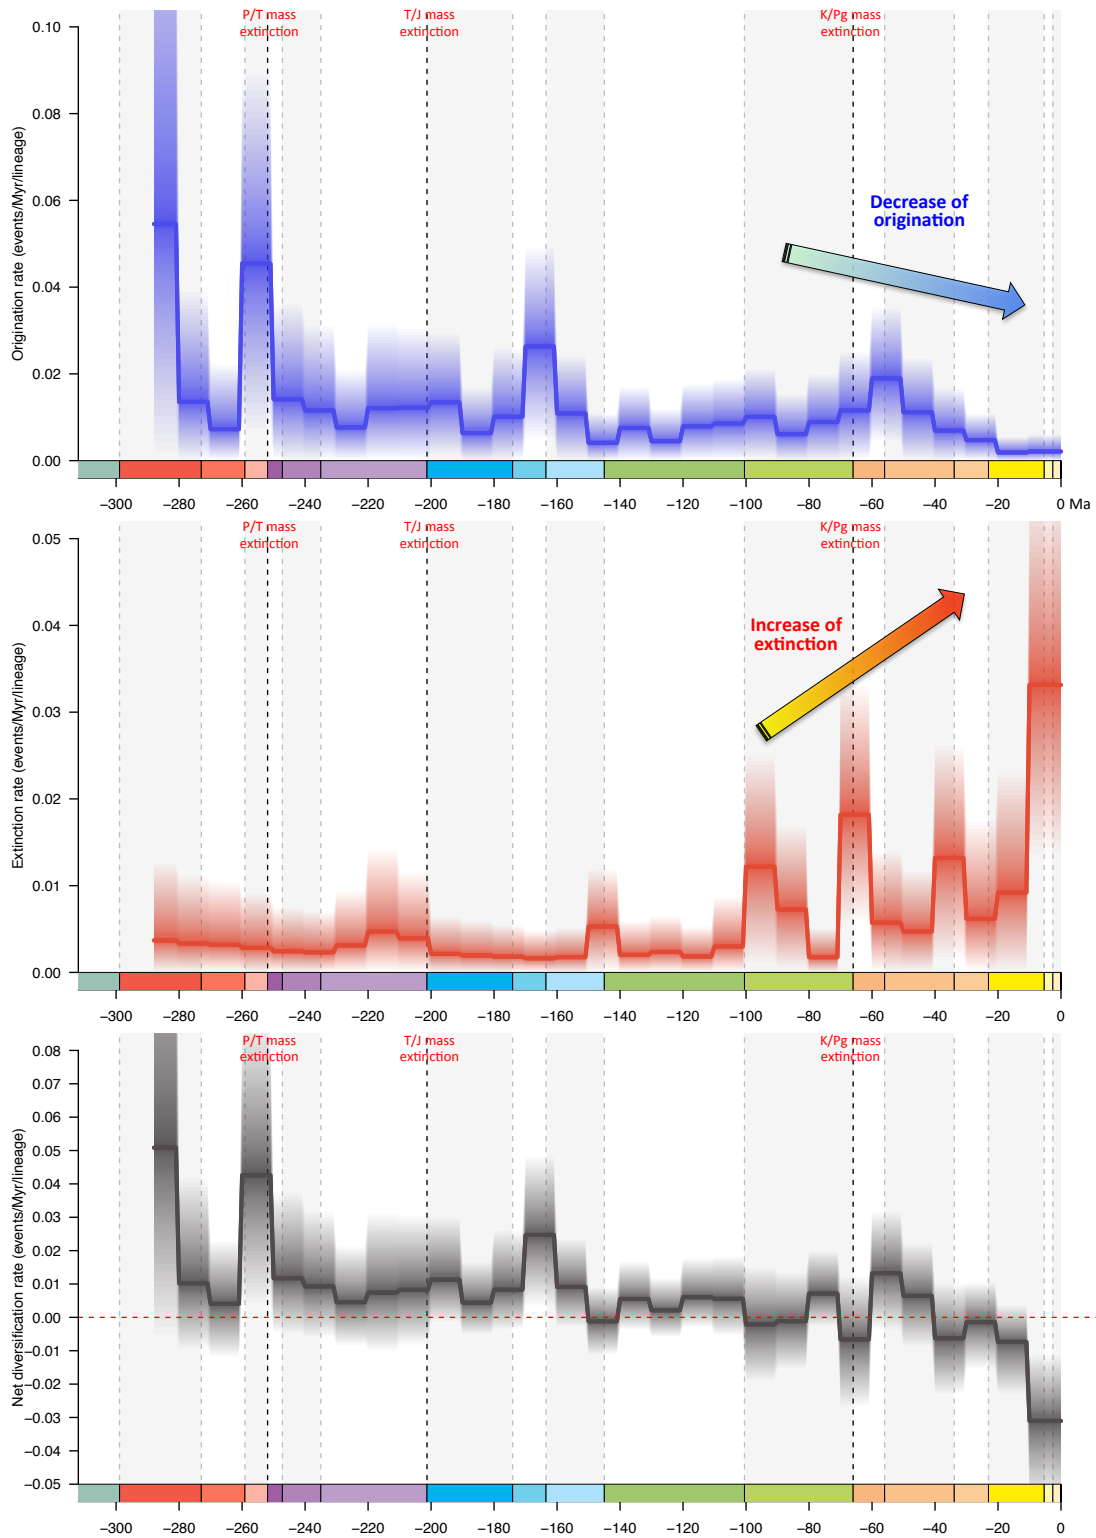 P/T mass
extinction
T/J mass
extinction
K/Pg mass
extinction
Origination rate (events/Myr/lineage)
0.10
0.08
0.06
0.04
0.02
0.00
Decrease of
origination
−300 −280 −260 −240 −220 −200 −180 −160 −140 −120 −100 −80 −60 −40 −20 0 Ma
P/T mass
extinction
T/J mass
extinction
K/Pg mass
extinction
Extinction rate (events/Myr/lineage)
0.05
0.04
0.03
0.02
0.01
0.00
Increase of
extinction
−300 −280 −260 −240 −220 −200 −180 −160 −140 −120 −100 −80 −60 −40 −20 0
P/T mass
extinction
T/J mass
extinction
K/Pg mass
extinction
Net diversification rate (events/Myr/lineage)
0.08
0.07
0.06
0.05
0.04
0.03
0.02
0.01
0.00
−0.01
−0.02
−0.03
−0.04
−0.05
−300 −280 −260 −240 −220 −200 −180 −160 −140 −120 −100 −80 −60 −40 −20 0